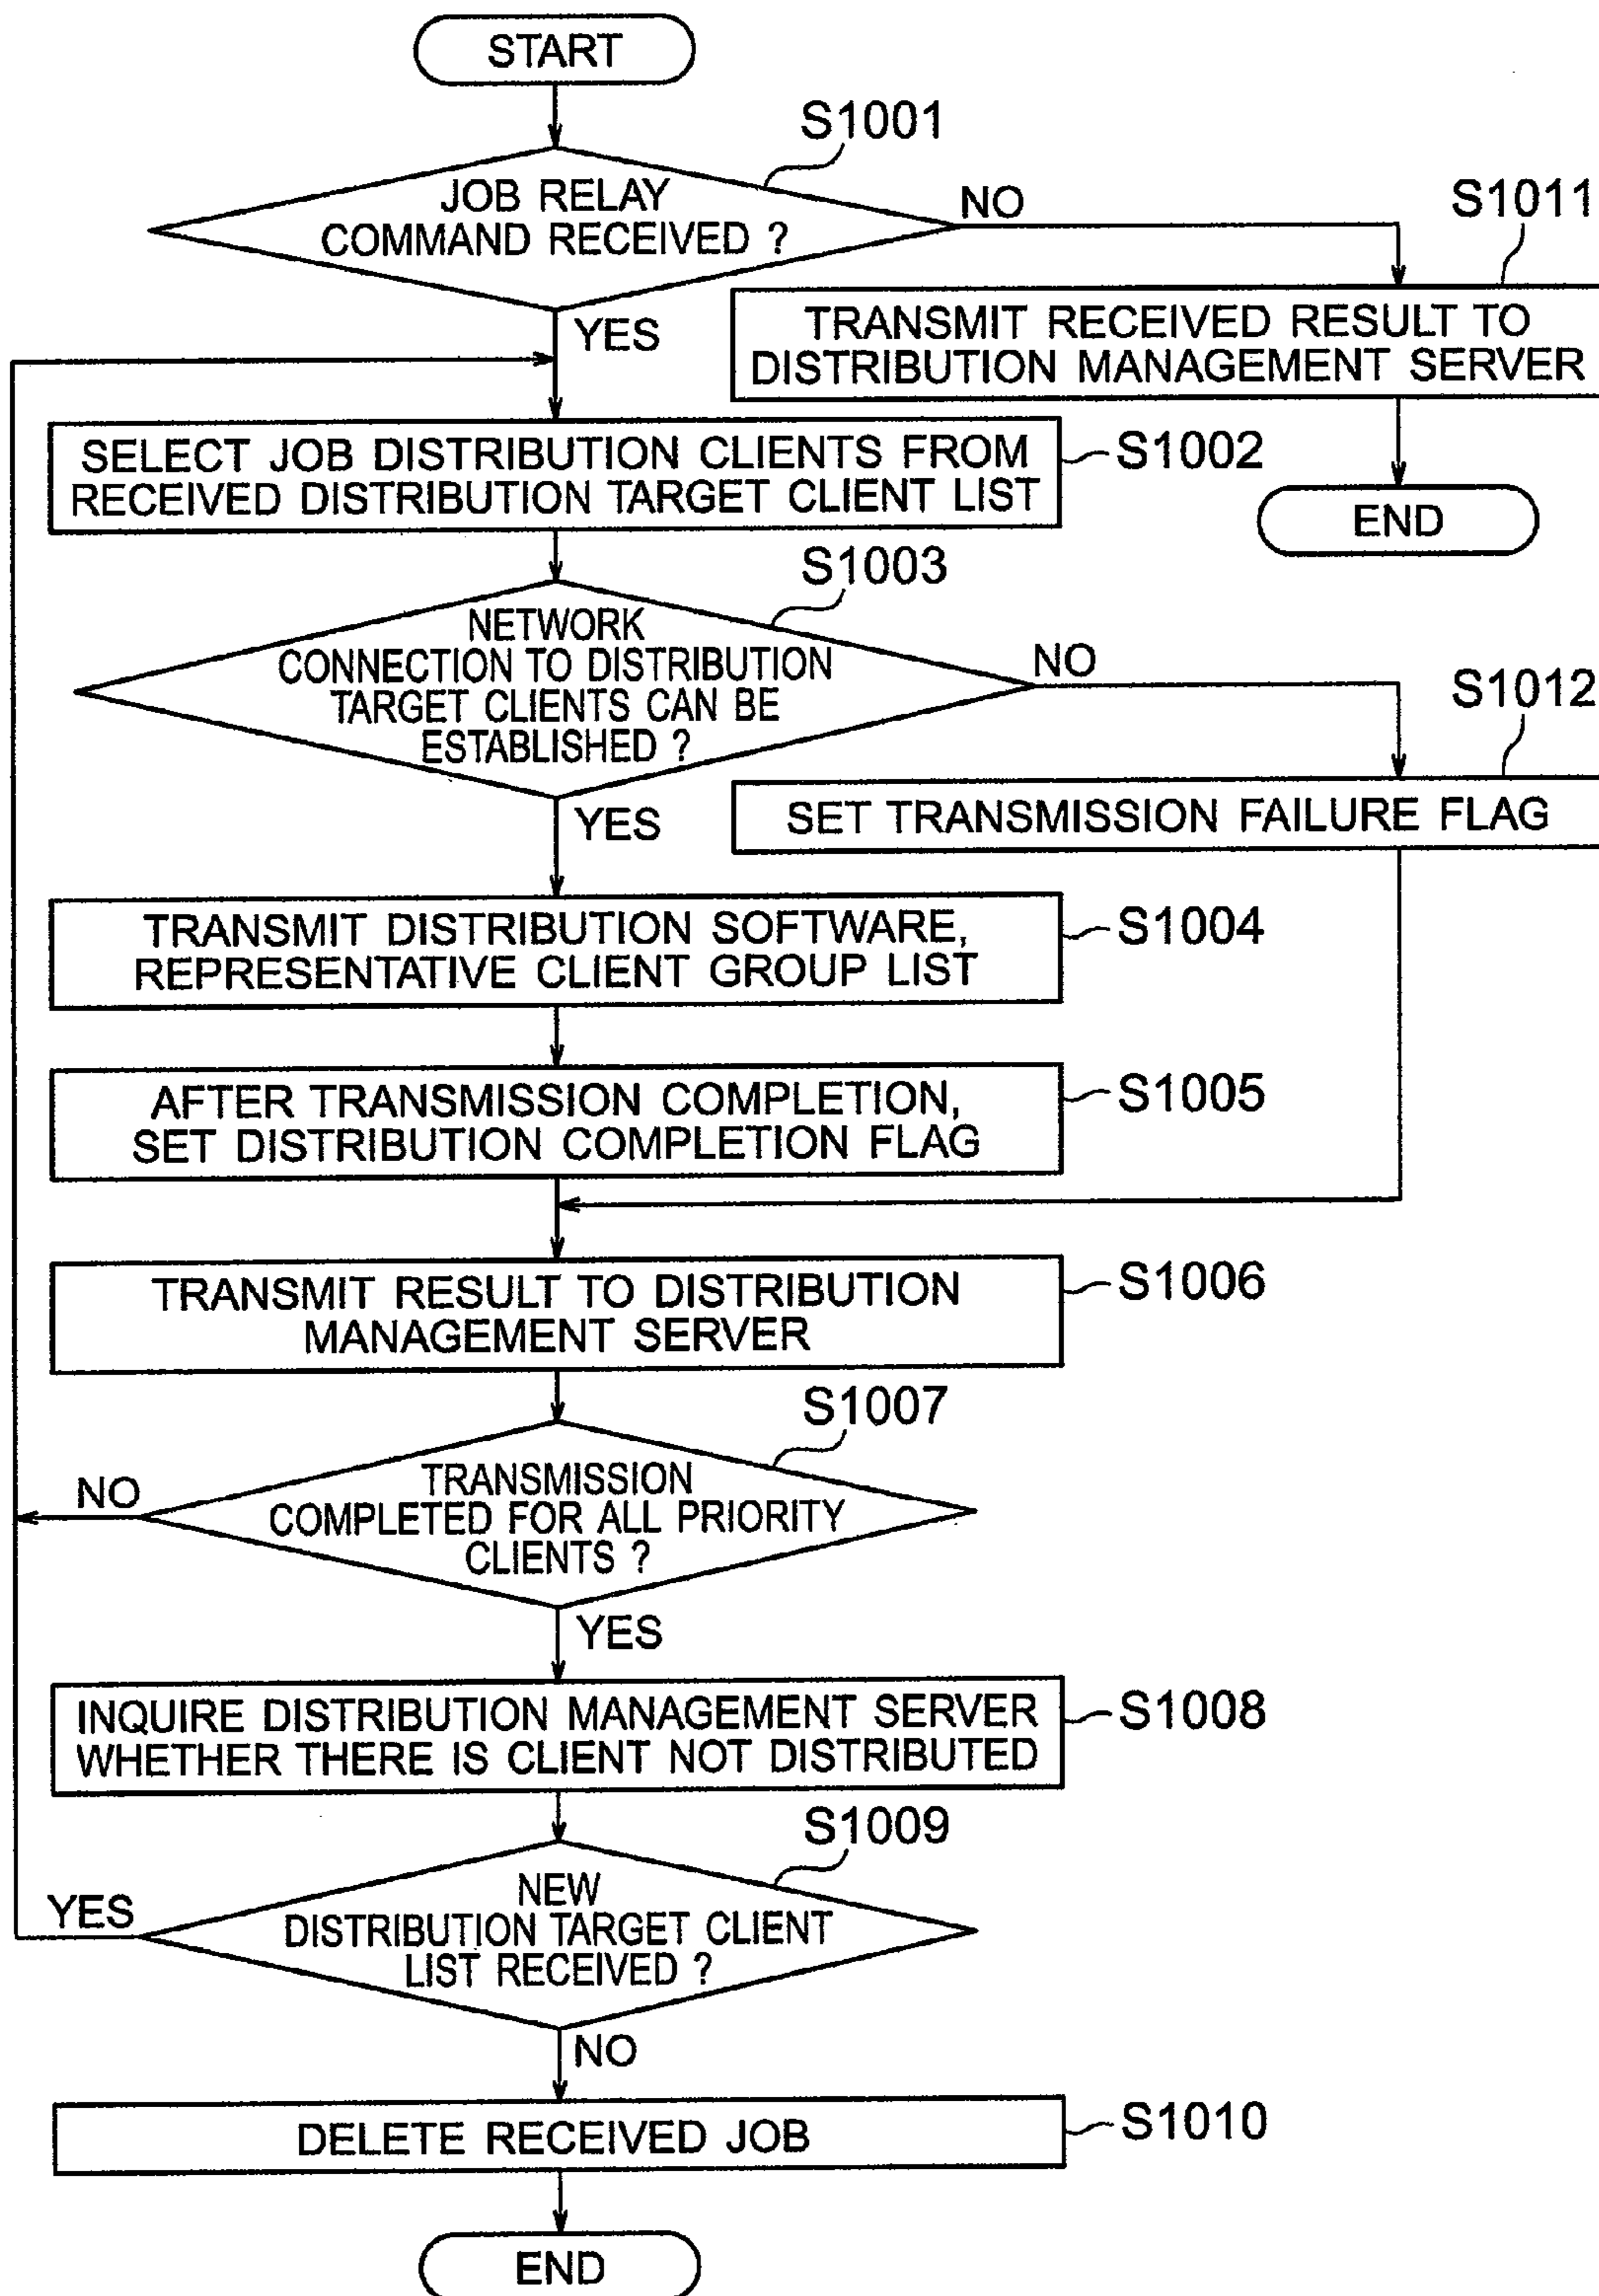 START
S1001
JOB RELAY
COMMAND RECEIVED ?
NO
S1011
TRANSMIT RECEIVED RESULT TO
DISTRIBUTION MANAGEMENT SERVER
YES
SELECT JOB DISTRIBUTION CLIENTS FROM
RECEIVED DISTRIBUTION TARGET CLIENT LIST
S1002
END
S1003
NETWORK
CONNECTION TO DISTRIBUTION
TARGET CLIENTS CAN BE
ESTABLISHED ?
NO
S1012
SET TRANSMISSION FAILURE FLAG
YES
TRANSMIT DISTRIBUTION SOFTWARE,
REPRESENTATIVE CLIENT GROUP LIST
S1004
AFTER TRANSMISSION COMPLETION,
SET DISTRIBUTION COMPLETION FLAG
S1005
TRANSMIT RESULT TO DISTRIBUTION
MANAGEMENT SERVER
S1006
S1007
TRANSMISSION
COMPLETED FOR ALL PRIORITY
CLIENTS ?
NO
YES
INQUIRE DISTRIBUTION MANAGEMENT SERVER
WHETHER THERE IS CLIENT NOT DISTRIBUTED
S1008
S1009
NEW
DISTRIBUTION TARGET CLIENT
LIST RECEIVED ?
YES
NO
DELETE RECEIVED JOB
S1010
END